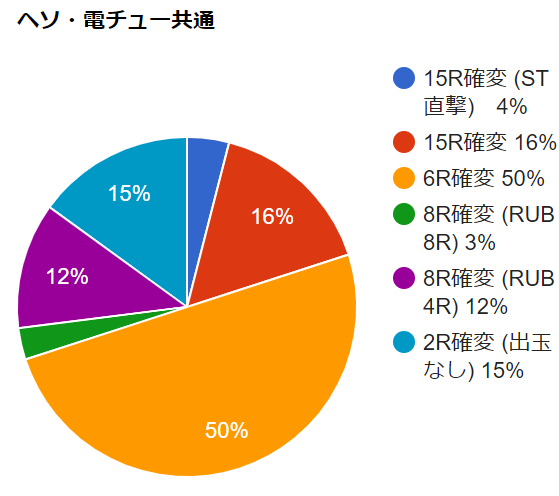 ヘソ・電チュー共通
15R確変 (ST
直撃)　4%
15R確変 16%
6R確変 50%
8R確変 (RUB
8R) 3%
8R確変 (RUB
4R) 12%
2R確変 (出玉
なし) 15%
15%
16%
12%
50%